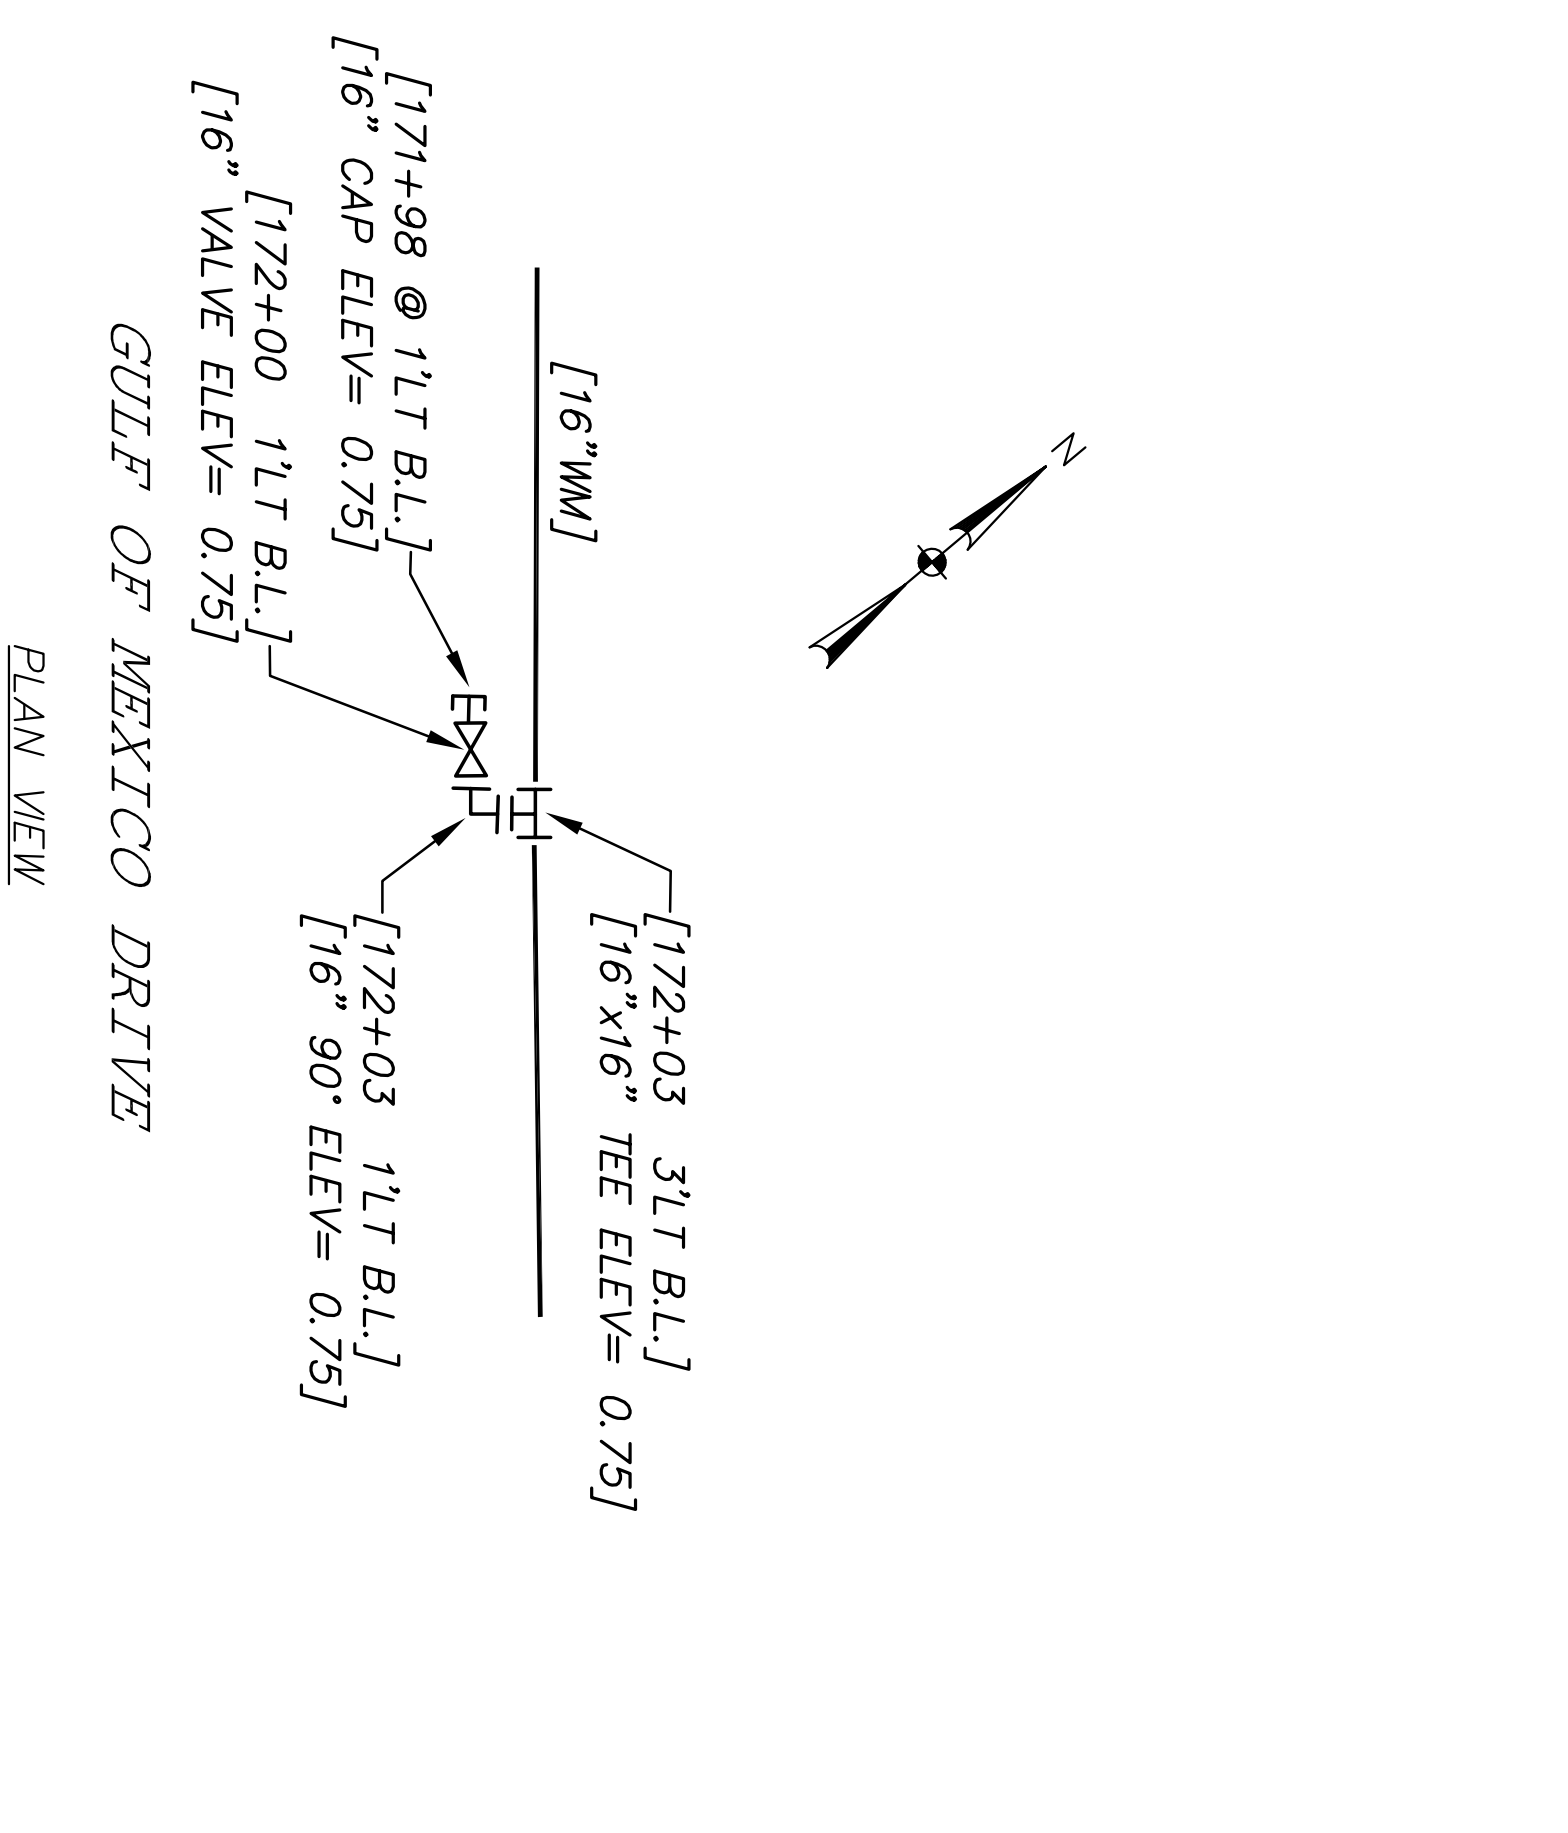 N
[16"WM]
[171+98 @ 1'LT B.L.]
[16" CAP ELEV= 0.75]
[172+00 1'LT B.L.]
[16" VALVE ELEV= 0.75]
[172+03 3'LT B.L.]
[16"x16" TEE ELEV= 0.75]
[172+03 1'LT B.L.]
[16" 90° ELEV= 0.75]
GULF OF MEXICO DRIVE
PLAN VIEW